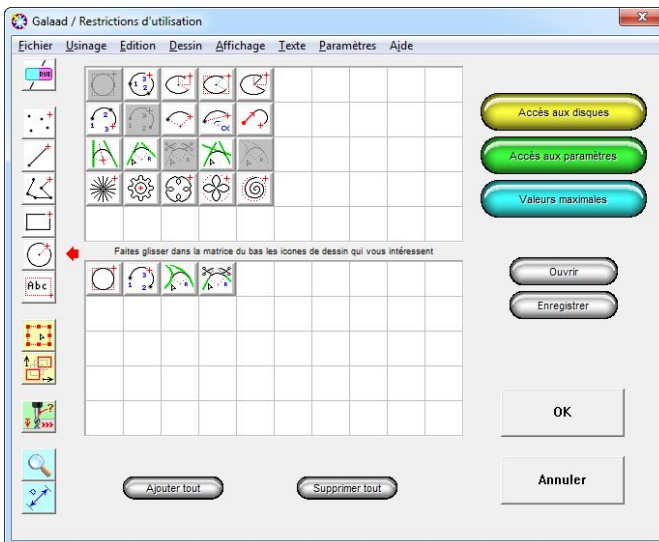 Galaad / Restrictions d'utilisation
Fichier Usinage Edition Dessin Affichage Texte Paramètres Aide
Accès aux disques
Accès aux paramètres
Valeurs maximales
Faites glisser dans la matrice du bas les icones de dessin qui vous intéressent
Abc
Ouvrir
Enregistrer
OK
Annuler
Ajouter tout
Supprimer tout